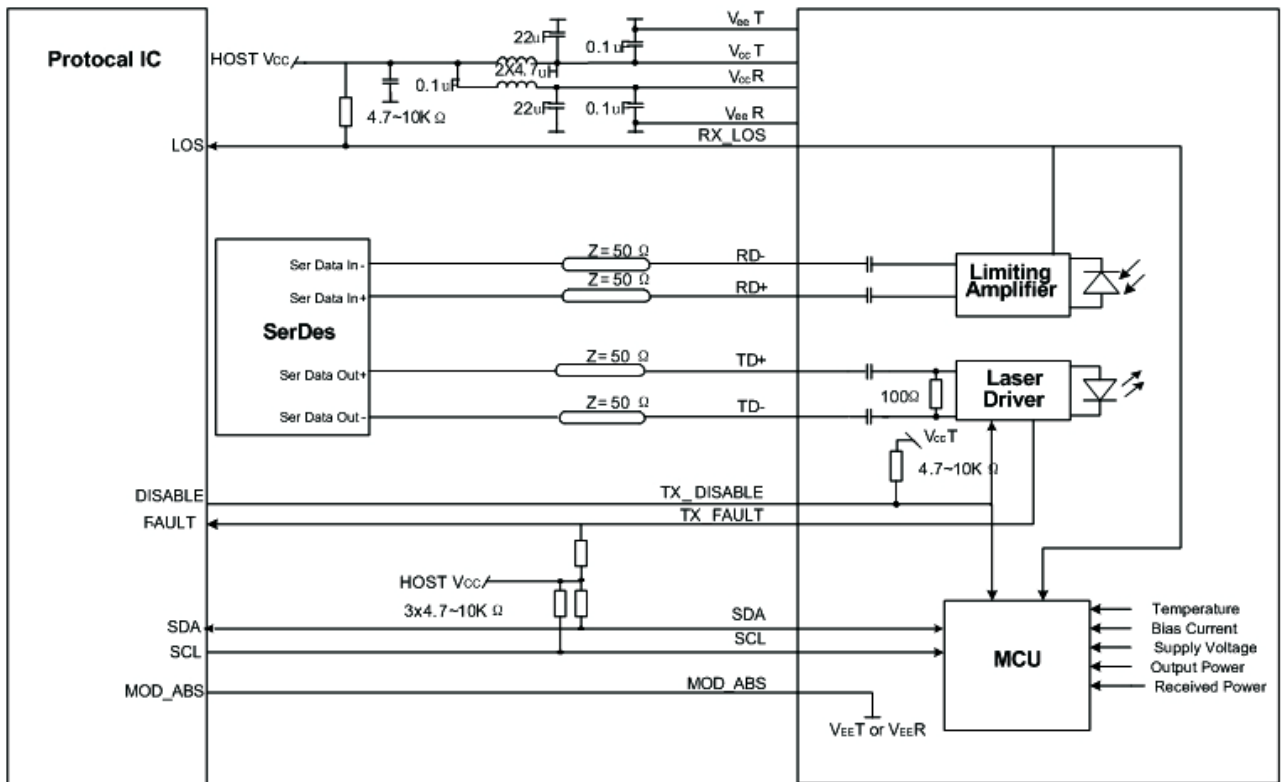 Protocal IC
HOST Vcc
22uF
0.1uF
VeeT
VccT
2X4.7uH
VccR
0.1uF
22uF
0.1uF
4.7~10K Ω
VeeR
LOS
RX_LOS
Z= 50 Ω
RD-
Ser Data In-
Z= 50 Ω
RD+
Ser Data In+
Limiting
Amplifier
SerDes
Z= 50 Ω
TD+
Ser Data Out+
Z= 50 Ω
TD-
Ser Data Out-
100Ω
Laser
Driver
VccT
4.7~10K Ω
DISABLE
TX_DISABLE
FAULT
TX_FAULT
HOST Vcc
3x4.7~10K Ω
SDA
SDA
SCL
SCL
MCU
Temperature
Bias Current
Supply Voltage
Output Power
Received Power
MOD_ABS
MOD_ABS
VEET or VEER